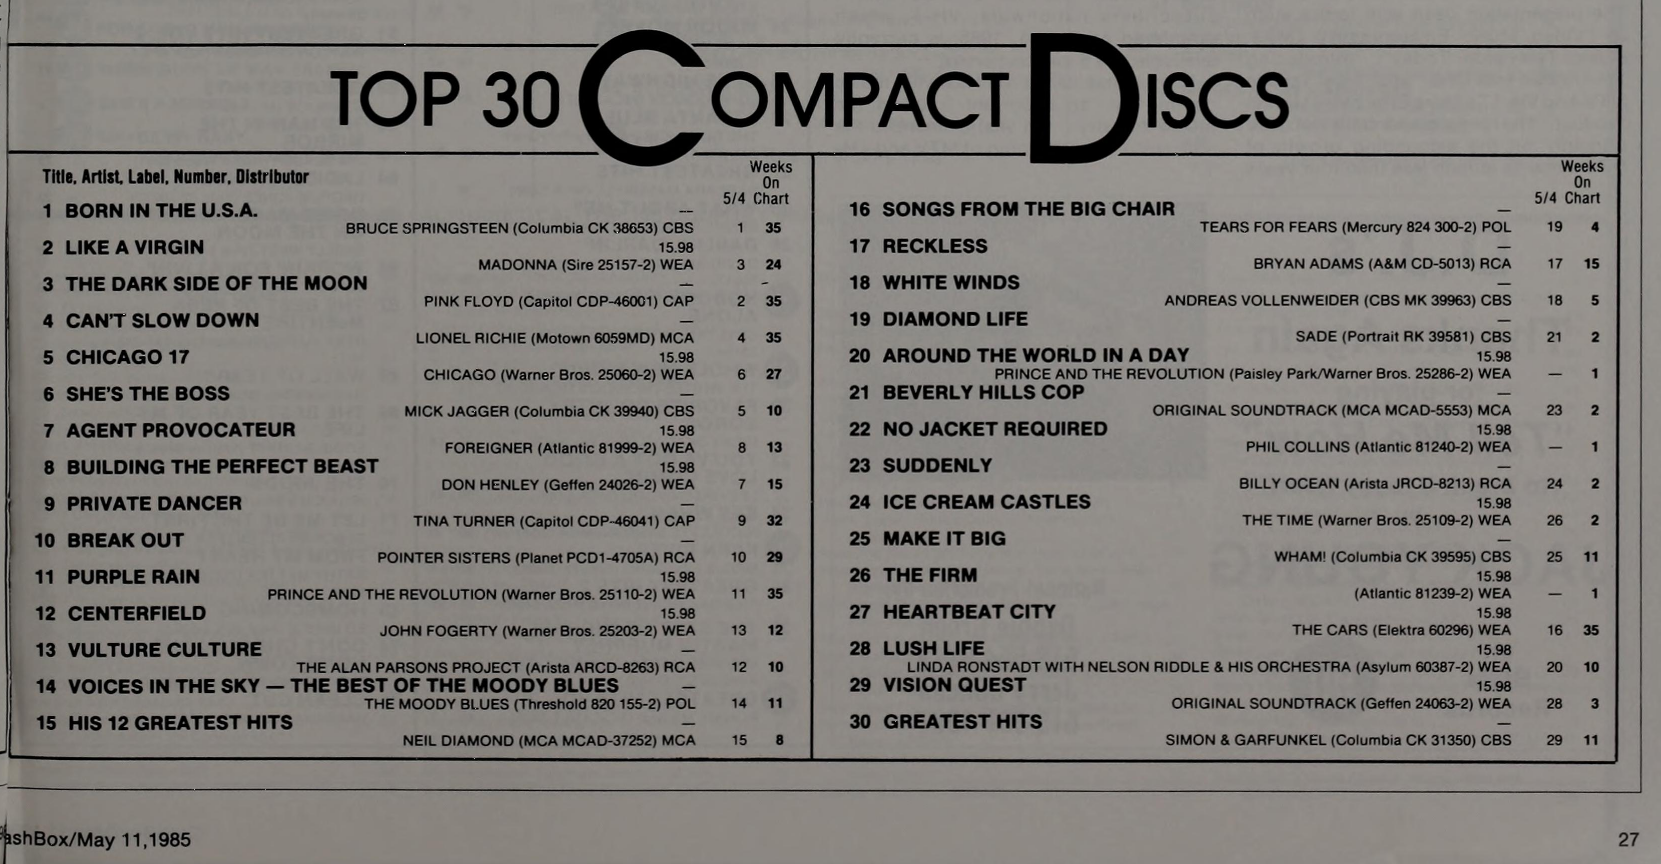 TOP 30 COMPACT DISCS
Title, Artist, Label, Number, Distributor
Weeks
On
5/4 Chart
1 BORN IN THE U.S.A. —
BRUCE SPRINGSTEEN (Columbia CK 38653) CBS 1 35
2 LIKE A VIRGIN 15.98
MADONNA (Sire 25157-2) WEA 3 24
3 THE DARK SIDE OF THE MOON —
PINK FLOYD (Capitol CDP-46001) CAP 2 35
4 CAN'T SLOW DOWN —
LIONEL RICHIE (Motown 6059MD) MCA 4 35
5 CHICAGO 17 15.98
CHICAGO (Warner Bros. 25060-2) WEA 6 27
6 SHE'S THE BOSS —
MICK JAGGER (Columbia CK 39940) CBS 5 10
7 AGENT PROVOCATEUR 15.98
FOREIGNER (Atlantic 81999-2) WEA 8 13
8 BUILDING THE PERFECT BEAST 15.98
DON HENLEY (Geffen 24026-2) WEA 7 15
9 PRIVATE DANCER —
TINA TURNER (Capitol CDP-46041) CAP 9 32
10 BREAK OUT —
POINTER SISTERS (Planet PCD1-4705A) RCA 10 29
11 PURPLE RAIN 15.98
PRINCE AND THE REVOLUTION (Warner Bros. 25110-2) WEA 11 35
12 CENTERFIELD 15.98
JOHN FOGERTY (Warner Bros. 25203-2) WEA 13 12
13 VULTURE CULTURE —
THE ALAN PARSONS PROJECT (Arista ARCD-8263) RCA 12 10
14 VOICES IN THE SKY — THE BEST OF THE MOODY BLUES —
THE MOODY BLUES (Threshold 820 155-2) POL 14 11
15 HIS 12 GREATEST HITS —
NEIL DIAMOND (MCA MCAD-37252) MCA 15 8
Weeks
On
5/4 Chart
16 SONGS FROM THE BIG CHAIR —
TEARS FOR FEARS (Mercury 824 300-2) POL 19 4
17 RECKLESS —
BRYAN ADAMS (A&M CD-5013) RCA 17 15
18 WHITE WINDS —
ANDREAS VOLLENWEIDER (CBS MK 39963) CBS 18 5
19 DIAMOND LIFE —
SADE (Portrait RK 39581) CBS 21 2
20 AROUND THE WORLD IN A DAY 15.98
PRINCE AND THE REVOLUTION (Paisley Park/Warner Bros. 25286-2) WEA — 1
21 BEVERLY HILLS COP —
ORIGINAL SOUNDTRACK (MCA MCAD-5553) MCA 23 2
22 NO JACKET REQUIRED 15.98
PHIL COLLINS (Atlantic 81240-2) WEA — 1
23 SUDDENLY —
BILLY OCEAN (Arista JRCD-8213) RCA 24 2
24 ICE CREAM CASTLES 15.98
THE TIME (Warner Bros. 25109-2) WEA 26 2
25 MAKE IT BIG —
WHAM! (Columbia CK 39595) CBS 25 11
26 THE FIRM 15.98
(Atlantic 81239-2) WEA — 1
27 HEARTBEAT CITY 15.98
THE CARS (Elektra 60296) WEA 16 35
28 LUSH LIFE 15.98
LINDA RONSTADT WITH NELSON RIDDLE & HIS ORCHESTRA (Asylum 60387-2) WEA 20 10
29 VISION QUEST 15.98
ORIGINAL SOUNDTRACK (Geffen 24063-2) WEA 28 3
30 GREATEST HITS —
SIMON & GARFUNKEL (Columbia CK 31350) CBS 29 11
ashBox/May 11,1985
27